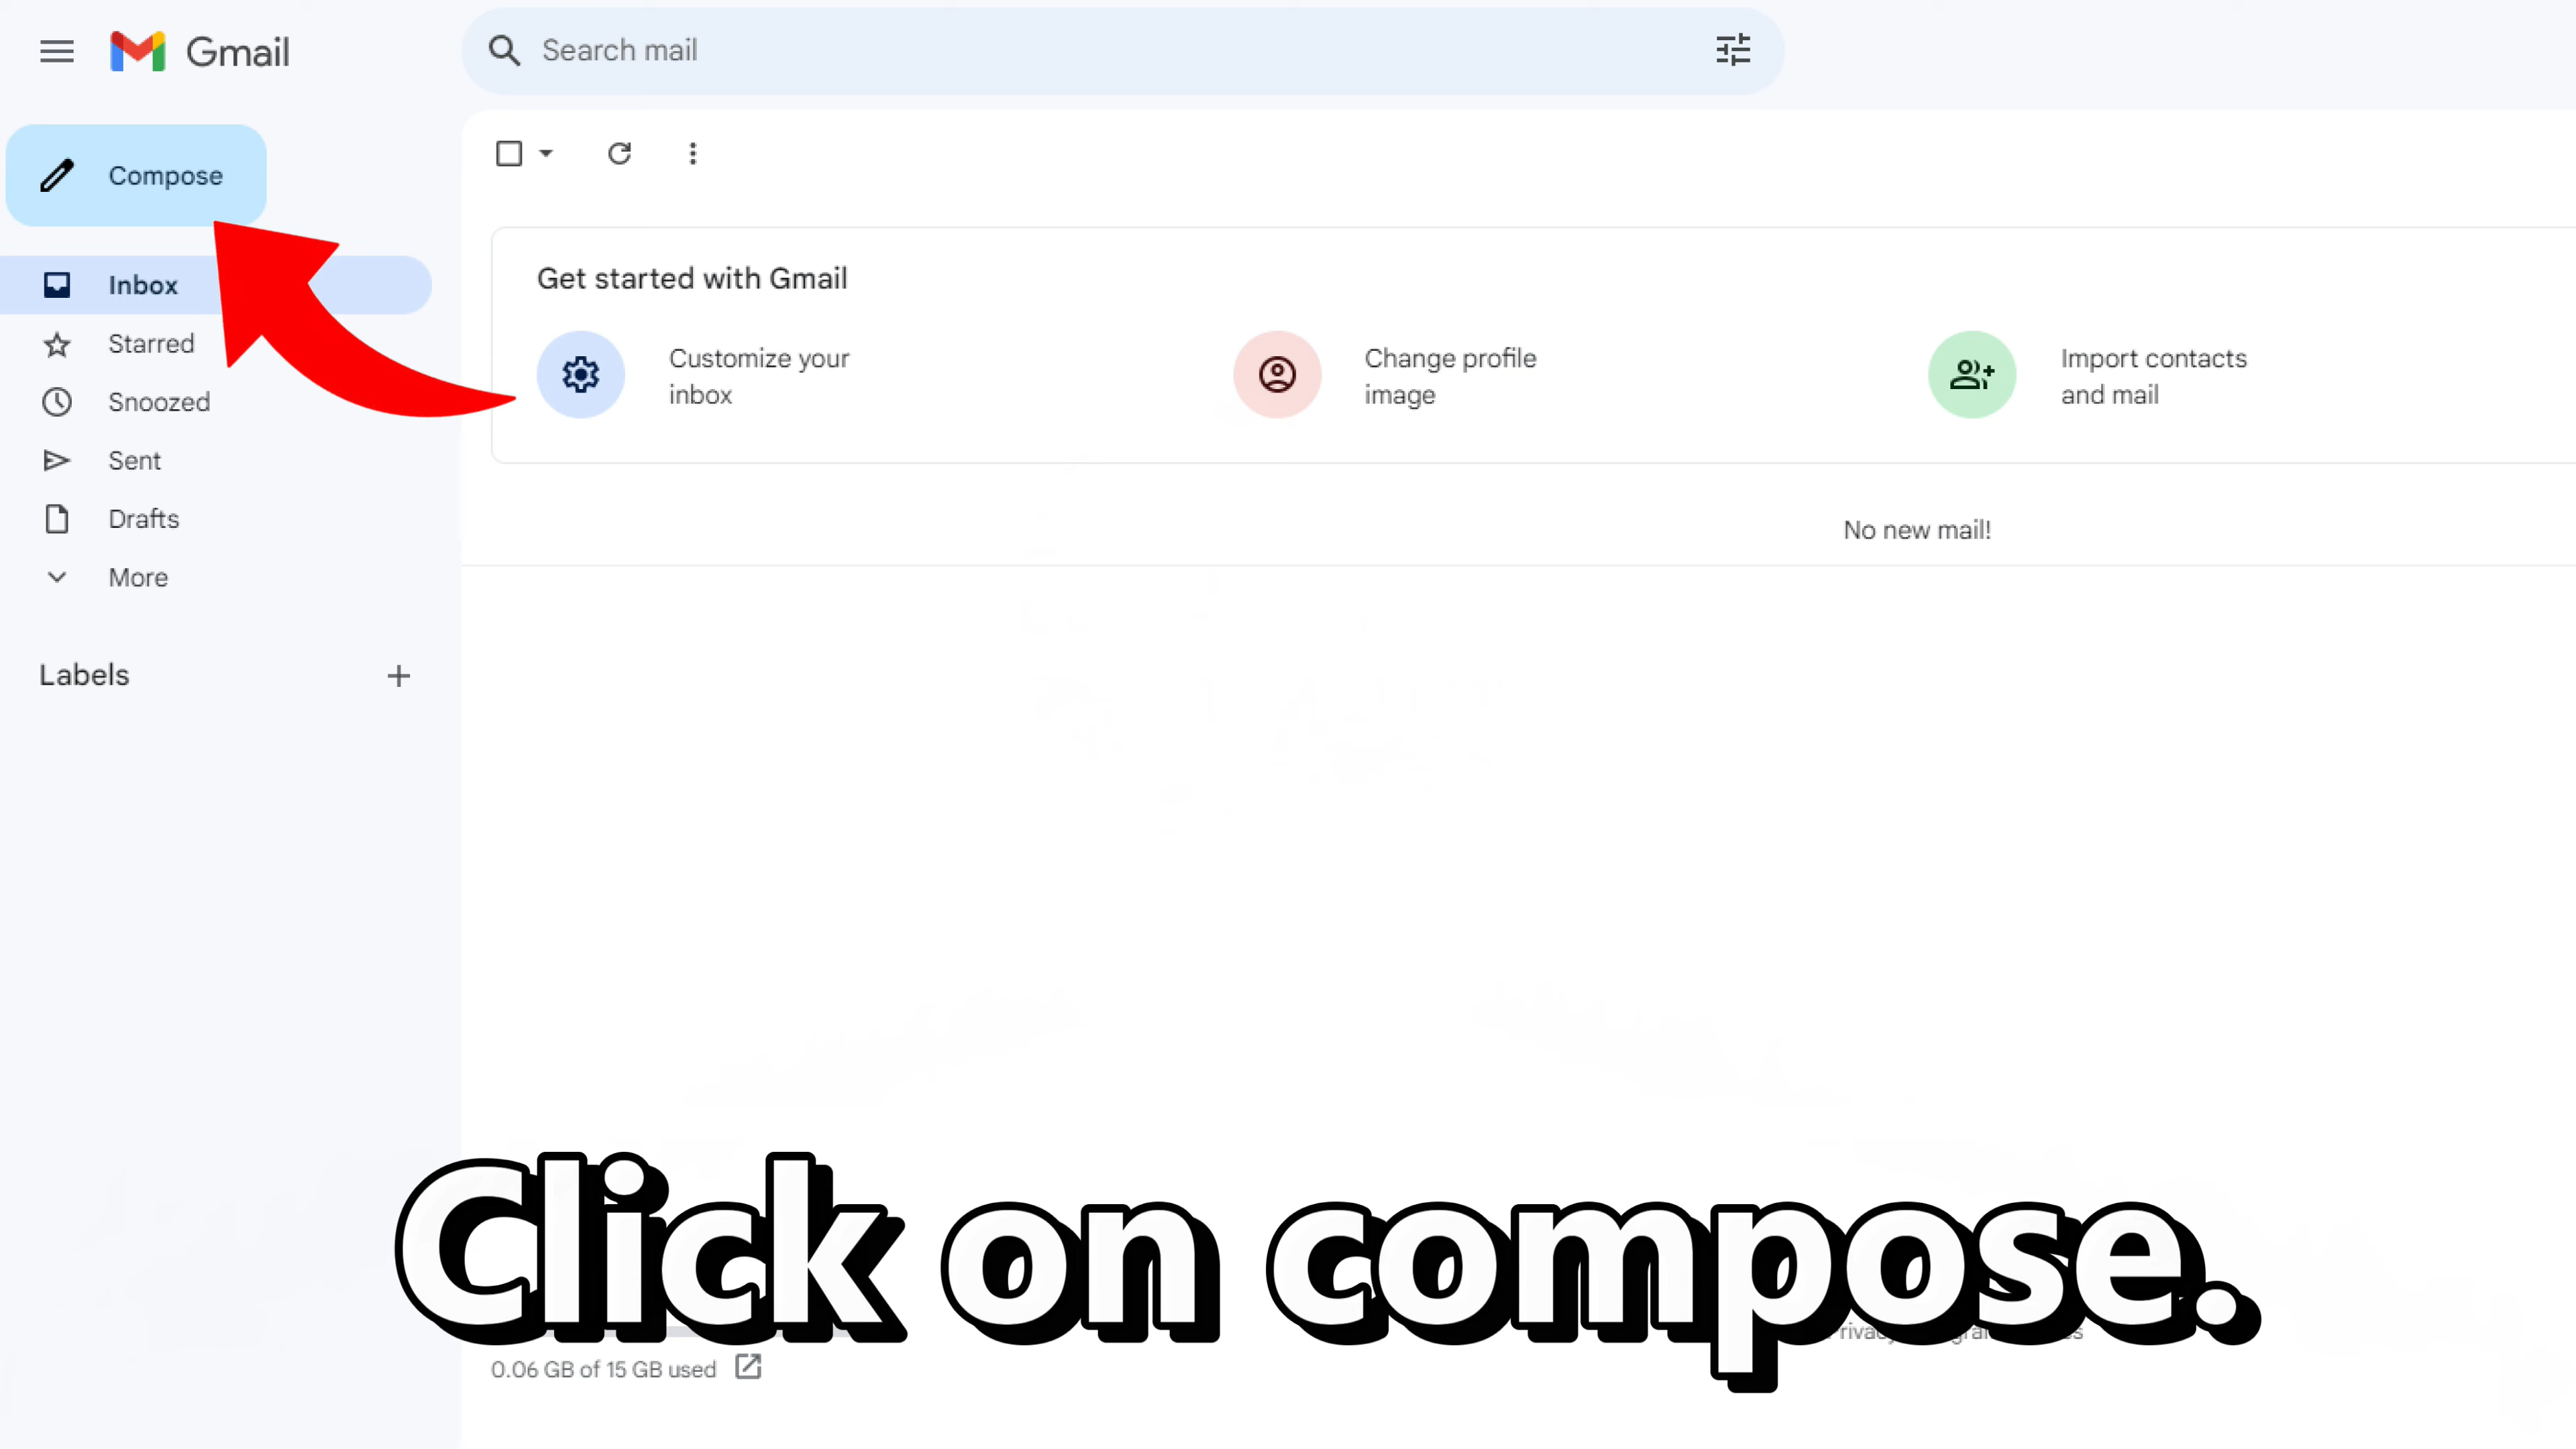 Gmail
Search mail
Compose
Inbox
Starred
Snoozed
Sent
Drafts
More
Labels
Get started with Gmail
Customize your
inbox
Change profile
image
Import contacts
and mail
No new mail!
Click on compose.
0.06 GB of 15 GB used